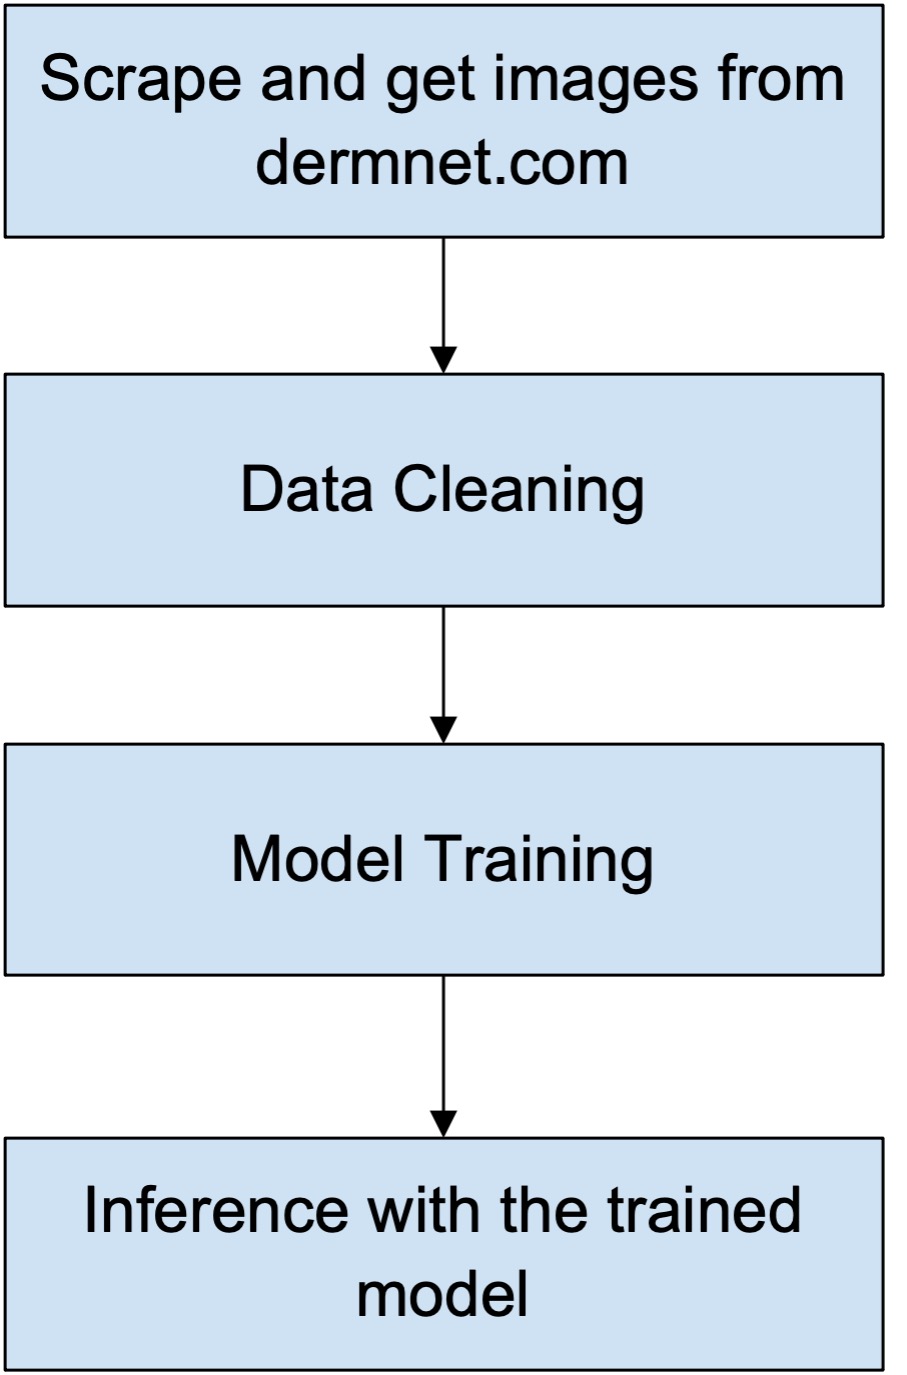 Scrape and get images from
dermnet.com
Data Cleaning
Model Training
Inference with the trained
model